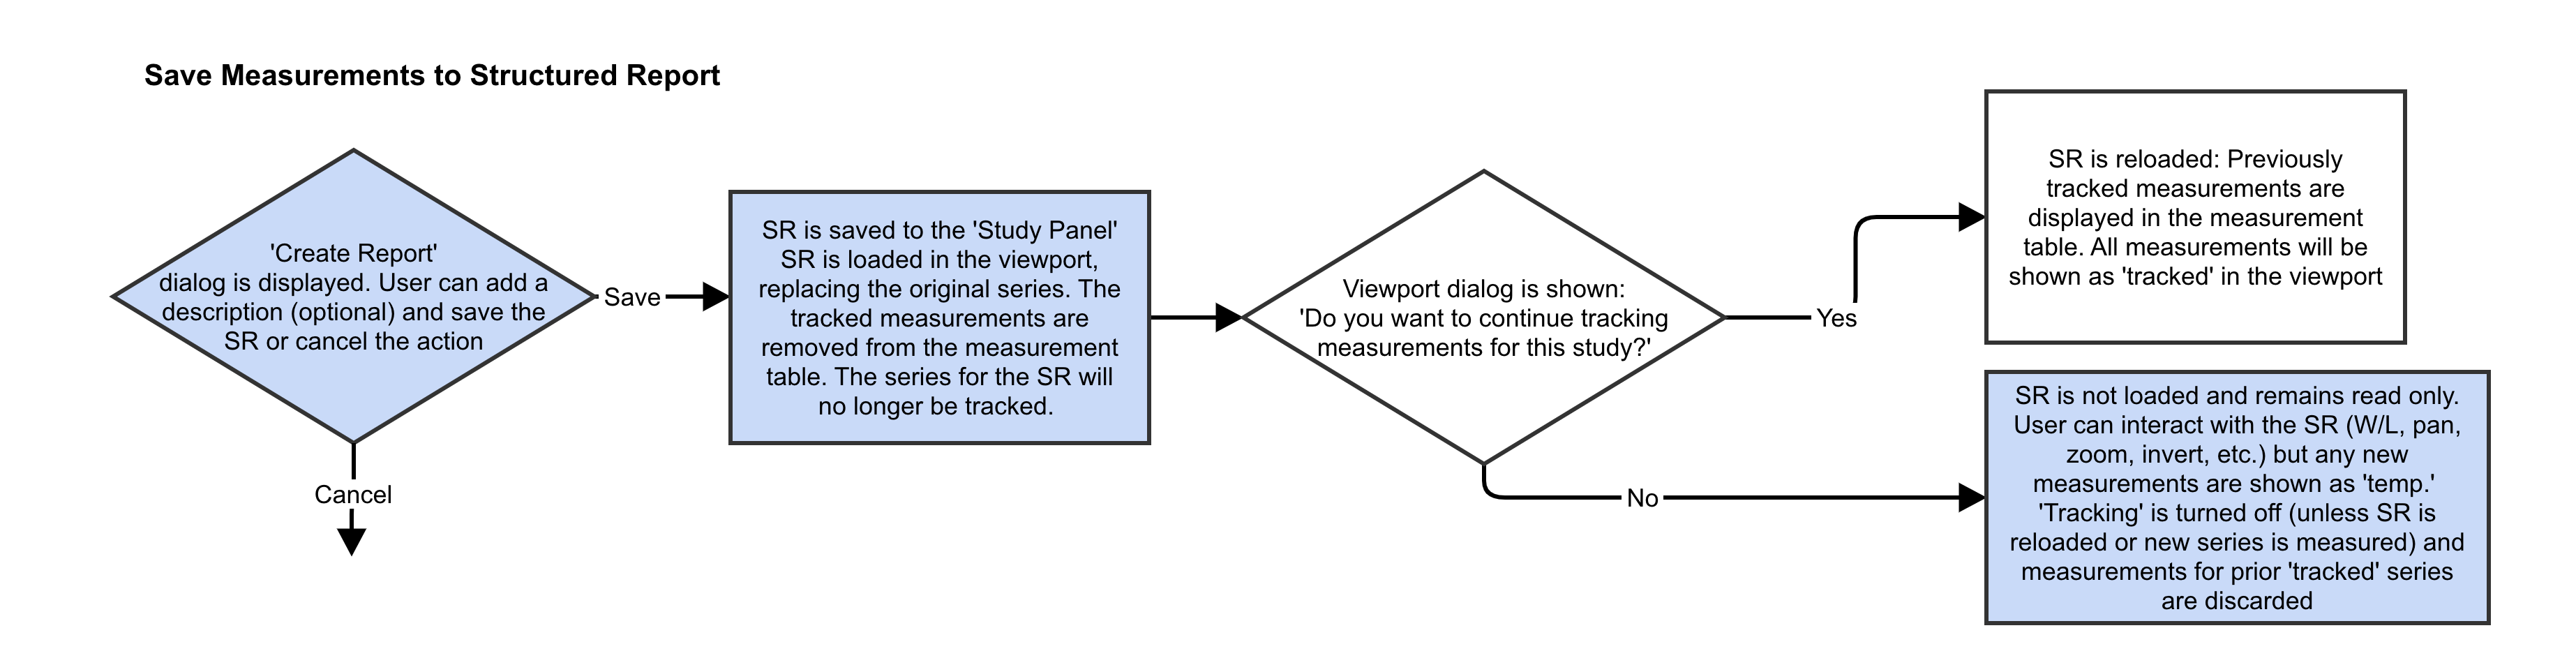 Save Measurements to Structured Report
'Create Report'
dialog is displayed. User can add a
description (optional) and save the
SR or cancel the action
Save
Cancel
SR is saved to the 'Study Panel'
SR is loaded in the viewport,
replacing the original series. The
tracked measurements are
removed from the measurement
table. The series for the SR will
no longer be tracked.
Viewport dialog is shown:
'Do you want to continue tracking
measurements for this study?'
Yes
No
SR is reloaded: Previously
tracked measurements are
displayed in the measurement
table. All measurements will be
shown as 'tracked' in the viewport
SR is not loaded and remains read only.
User can interact with the SR (W/L, pan,
zoom, invert, etc.) but any new
measurements are shown as 'temp.'
'Tracking' is turned off (unless SR is
reloaded or new series is measured) and
measurements for prior 'tracked' series
are discarded